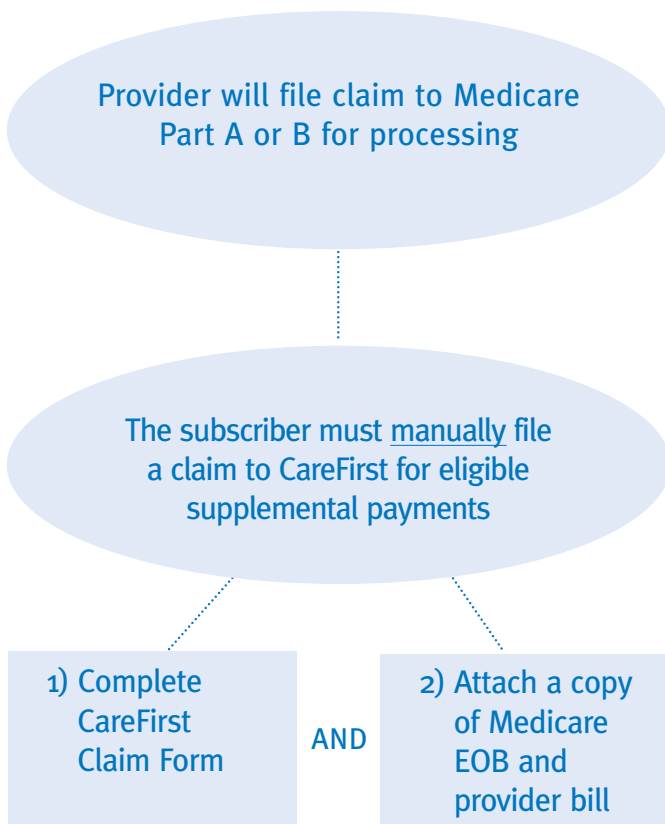 Provider will file claim to Medicare
Part A or B for processing
The subscriber must manually file
a claim to CareFirst for eligible
supplemental payments
1) Complete
CareFirst
Claim Form
AND
2) Attach a copy
of Medicare
EOB and
provider bill